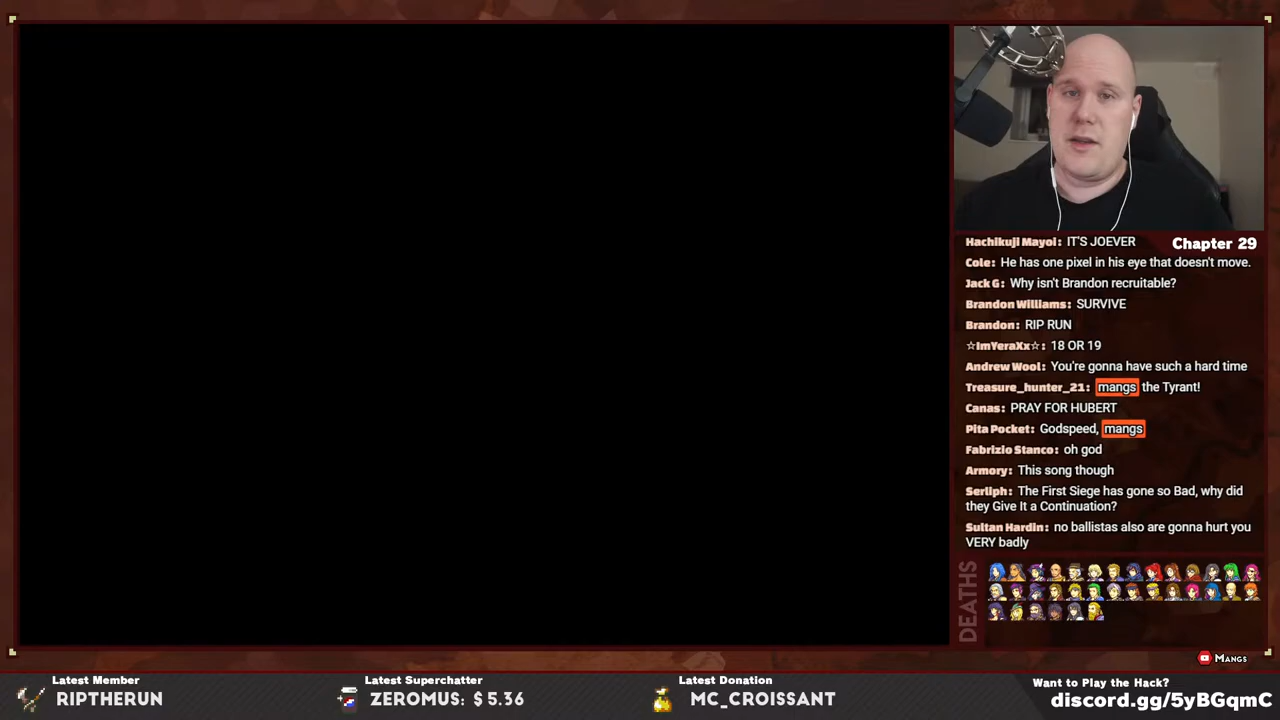 Hachikuji Mayoi: IT'S JOEVER
Chapter 29
Cole: He has one pixel in his eye that doesn't move.
Jack G: Why isn't Brandon recruitable?
Brandon Williams: SURVIVE
Brandon: RIP RUN
☆ImYeraXx☆: 18 OR 19
Andrew Wool: You're gonna have such a hard time
Treasure_hunter_21: mangs the Tyrant!
Canas: PRAY FOR HUBERT
Pita Pocket: Godspeed, mangs
Fabrizio Stanco: oh god
Armory: This song though
Serliph: The First Siege has gone so Bad, why did
they Give It a Continuation?
Sultan Hardin: no ballistas also are gonna hurt you
VERY badly
DEATHS
MANGS
Latest Member
RIPTHERUN
Latest Superchatter
ZEROMUS: $ 5.36
Latest Donation
MC_CROISSANT
Want to Play the Hack?
discord.gg/5yBGqmC